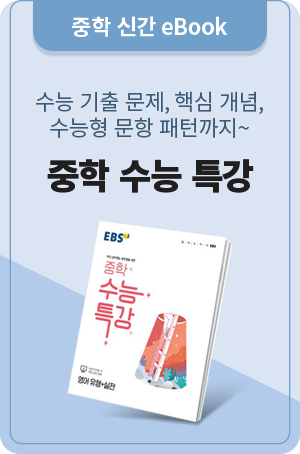 중학 신간 eBook
수능 기출 문제, 핵심 개념,
수능형 문항 패턴까지~
중학 수능 특강
EBS
중학
수능
특강
영어 유형+실전